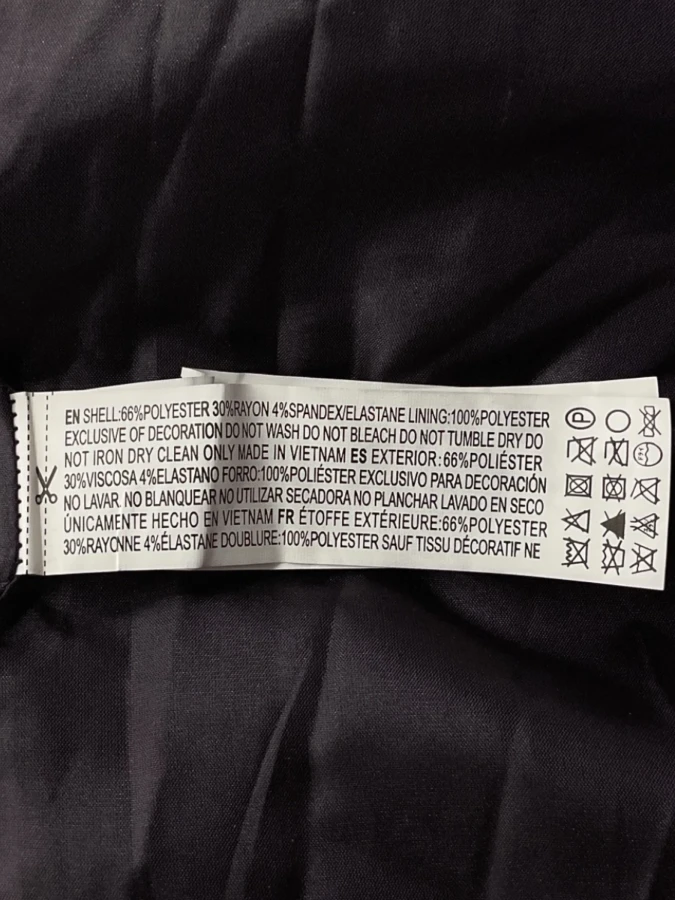 EN SHELL:66%POLYESTER 30%RAYON 4%SPANDEX/ELASTANE LINING:100%POLYESTER
EXCLUSIVE OF DECORATION DO NOT WASH DO NOT BLEACH DO NOT TUMBLE DRY DO
NOT IRON DRY CLEAN ONLY MADE IN VIETNAM ES EXTERIOR:66%POLIÉSTER
30%VISCOSA 4%ELASTANO FORRO:100%POLIÉSTER EXCLUSIVO PARA DECORACIÓN
NO LAVAR NO BLANQUEAR NO UTILIZAR SECADORA NO PLANCHAR LAVADO EN SECO
ÚNICAMENTE HECHO EN VIETNAM FR ÉTOFFE EXTÉRIEURE:66%POLYESTER
30%RAYONNE 4%ÉLASTANE DOUBLURE:100%POLYESTER SAUF TISSU DÉCORATIF NE
P